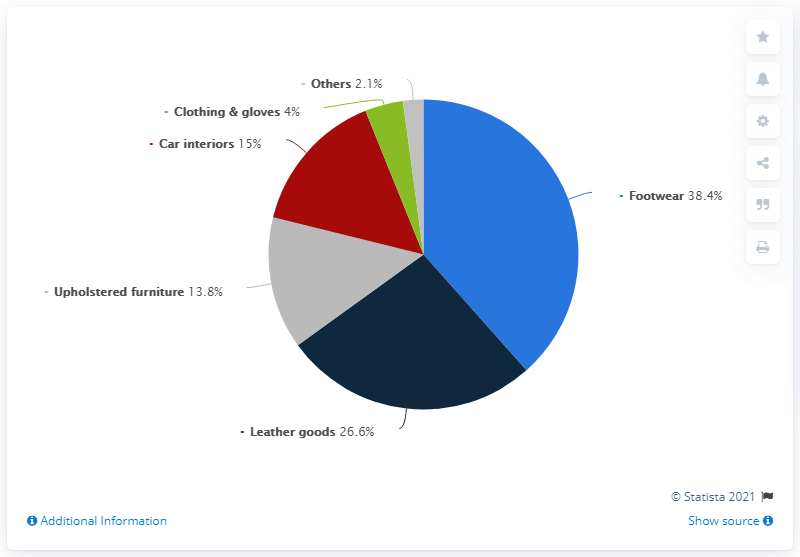 Others 2.1%
Clothing & gloves 4%
Car interiors 15%
Footwear 38.4%
Upholstered furniture 13.8%
Leather goods 26.6%
© Statista 2021
Additional Information
Show source